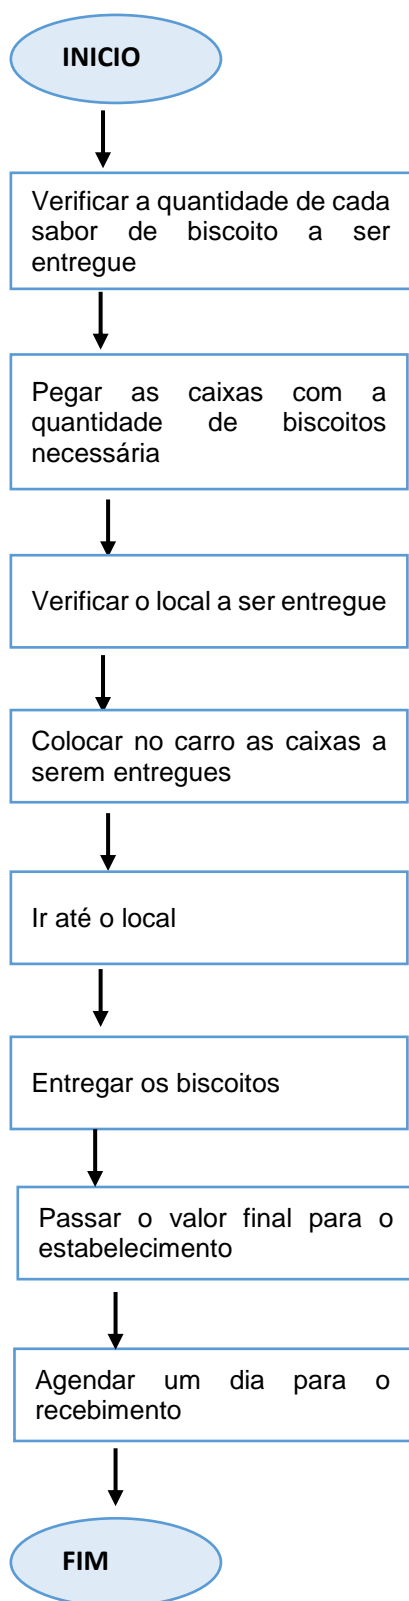 INICIO
Verificar a quantidade de cada
sabor de biscoito a ser
entregue
Pegar as caixas com a
quantidade de biscoitos
necessária
Verificar o local a ser entregue
Colocar no carro as caixas a
serem entregues
Ir até o local
Entregar os biscoitos
Passar o valor final para o
estabelecimento
Agendar um dia para o
recebimento
FIM